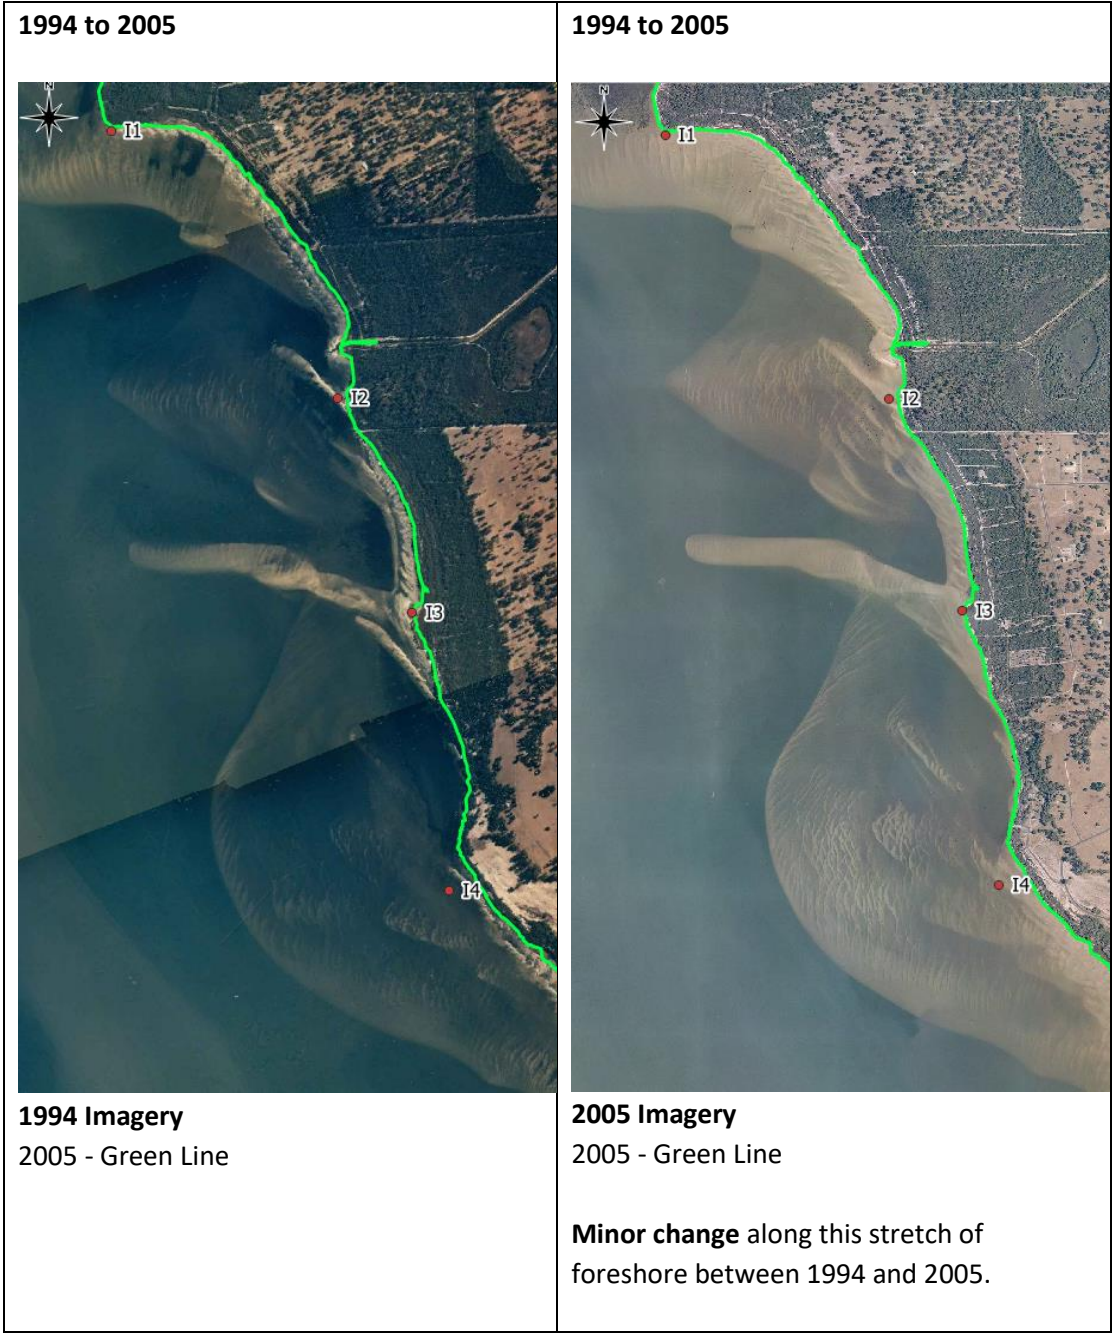 1994 to 2005
N
I1
I2
I3
I4
1994 Imagery
2005 - Green Line
1994 to 2005
N
I1
I2
I3
I4
2005 Imagery
2005 - Green Line
Minor change along this stretch of
foreshore between 1994 and 2005.